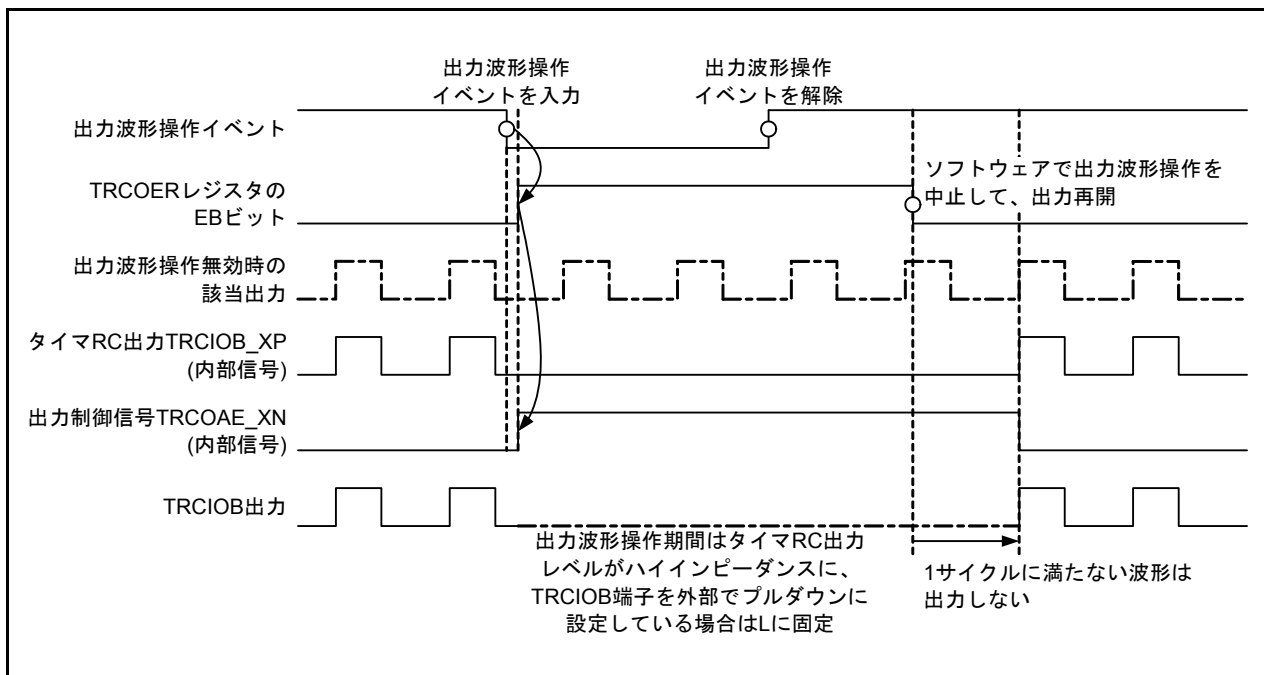 出力波形操作
イベントを入力
出力波形操作
イベントを解除
出力波形操作イベント
ソフトウェアで出力波形操作を
中止して、出力再開
TRCOERレジスタの
EBビット
出力波形操作無効時の
該当出力
タイマRC出力TRCIOB_XP
(内部信号)
出力制御信号TRCOAE_XN
(内部信号)
TRCIOB出力
出力波形操作期間はタイマRC出力
レベルがハイインピーダンスに、
TRCIOB端子を外部でプルダウンに
設定している場合はLに固定
1サイクルに満たない波形は
出力しない